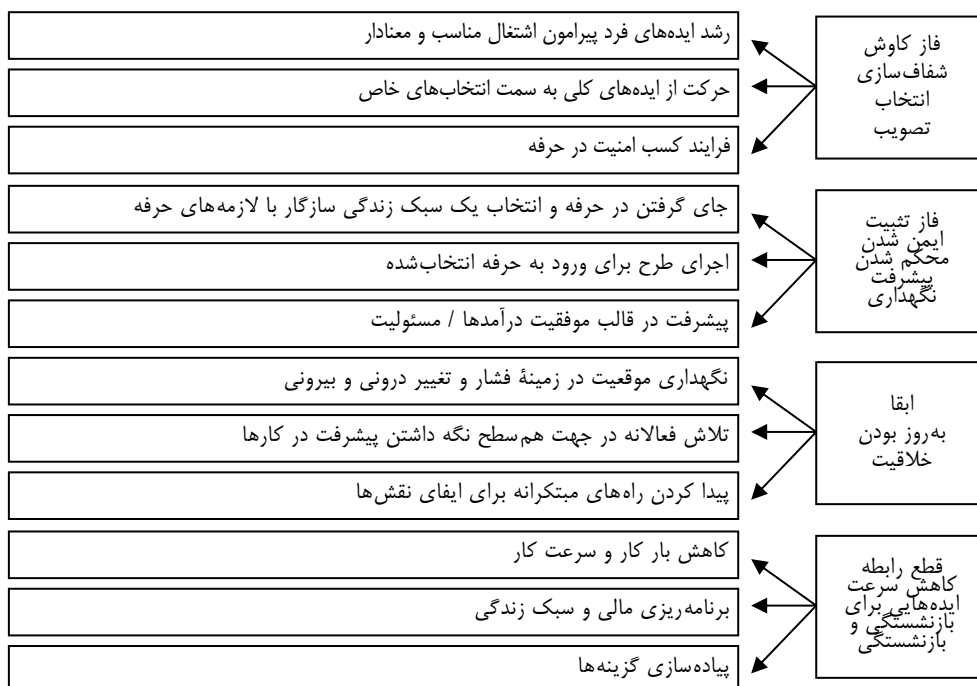 فاز کاوش
شفاف‌سازی
انتخاب
تصویب
رشد ایده‌های فرد پیرامون اشتغال مناسب و معنادار
حرکت از ایده‌های کلی به سمت انتخاب‌های خاص
فرایند کسب امنیت در حرفه
فاز تثبیت
ایمن شدن
محکم شدن
پیشرفت
نگهداری
جای گرفتن در حرفه و انتخاب یک سبک زندگی سازگار با لازمه‌های حرفه
اجرای طرح برای ورود به حرفه انتخاب‌شده
پیشرفت در قالب موفقیت درآمدها / مسئولیت
ابقا
به‌روز بودن
خلاقیت
نگهداری موقعیت در زمینهٔ فشار و تغییر درونی و بیرونی
تلاش فعالانه در جهت هم‌سطح نگه داشتن پیشرفت در کارها
پیدا کردن راه‌های مبتکرانه برای ایفای نقش‌ها
قطع رابطه
کاهش سرعت
ایده‌هایی برای
بازنشستگی و
بازنشستگی
کاهش بار کار و سرعت کار
برنامه‌ریزی مالی و سبک زندگی
پیاده‌سازی گزینه‌ها